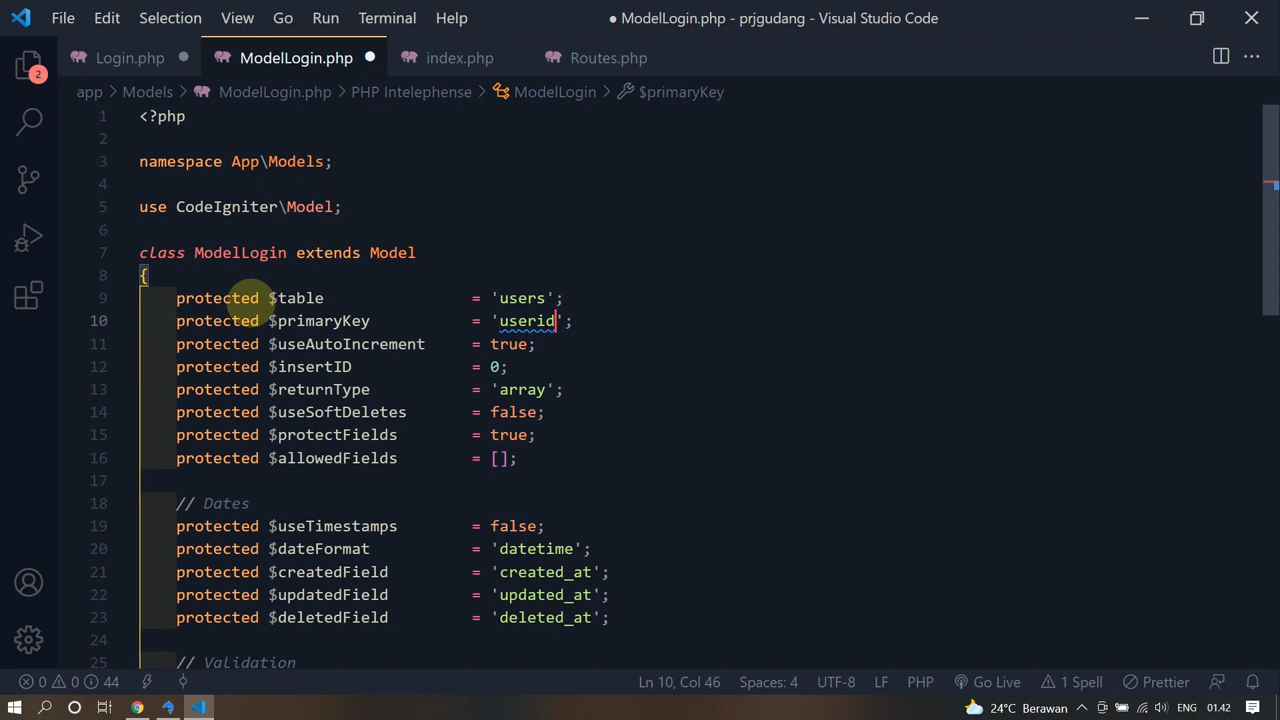 File Edit Selection View Go Run Terminal Help ● ModelLogin.php - prjgudang - Visual Studio Code
Login.php ModelLogin.php index.php Routes.php
2
app > Models > ModelLogin.php > PHP Intelephense > ModelLogin > $primaryKey
1 <?php
2
3 namespace App\Models;
4
5 use CodeIgniter\Model;
6
7 class ModelLogin extends Model
8 {
9 protected $table = 'users';
10 protected $primaryKey = 'userid';
11 protected $useAutoIncrement = true;
12 protected $insertID = 0;
13 protected $returnType = 'array';
14 protected $useSoftDeletes = false;
15 protected $protectFields = true;
16 protected $allowedFields = [];
17
18 // Dates
19 protected $useTimestamps = false;
20 protected $dateFormat = 'datetime';
21 protected $createdField = 'created_at';
22 protected $updatedField = 'updated_at';
23 protected $deletedField = 'deleted_at';
24
25 // Validation
0 0 44 Ln 10, Col 46 Spaces: 4 UTF-8 LF PHP Go Live 1 Spell Prettier
24°C Berawan ENG 01.42